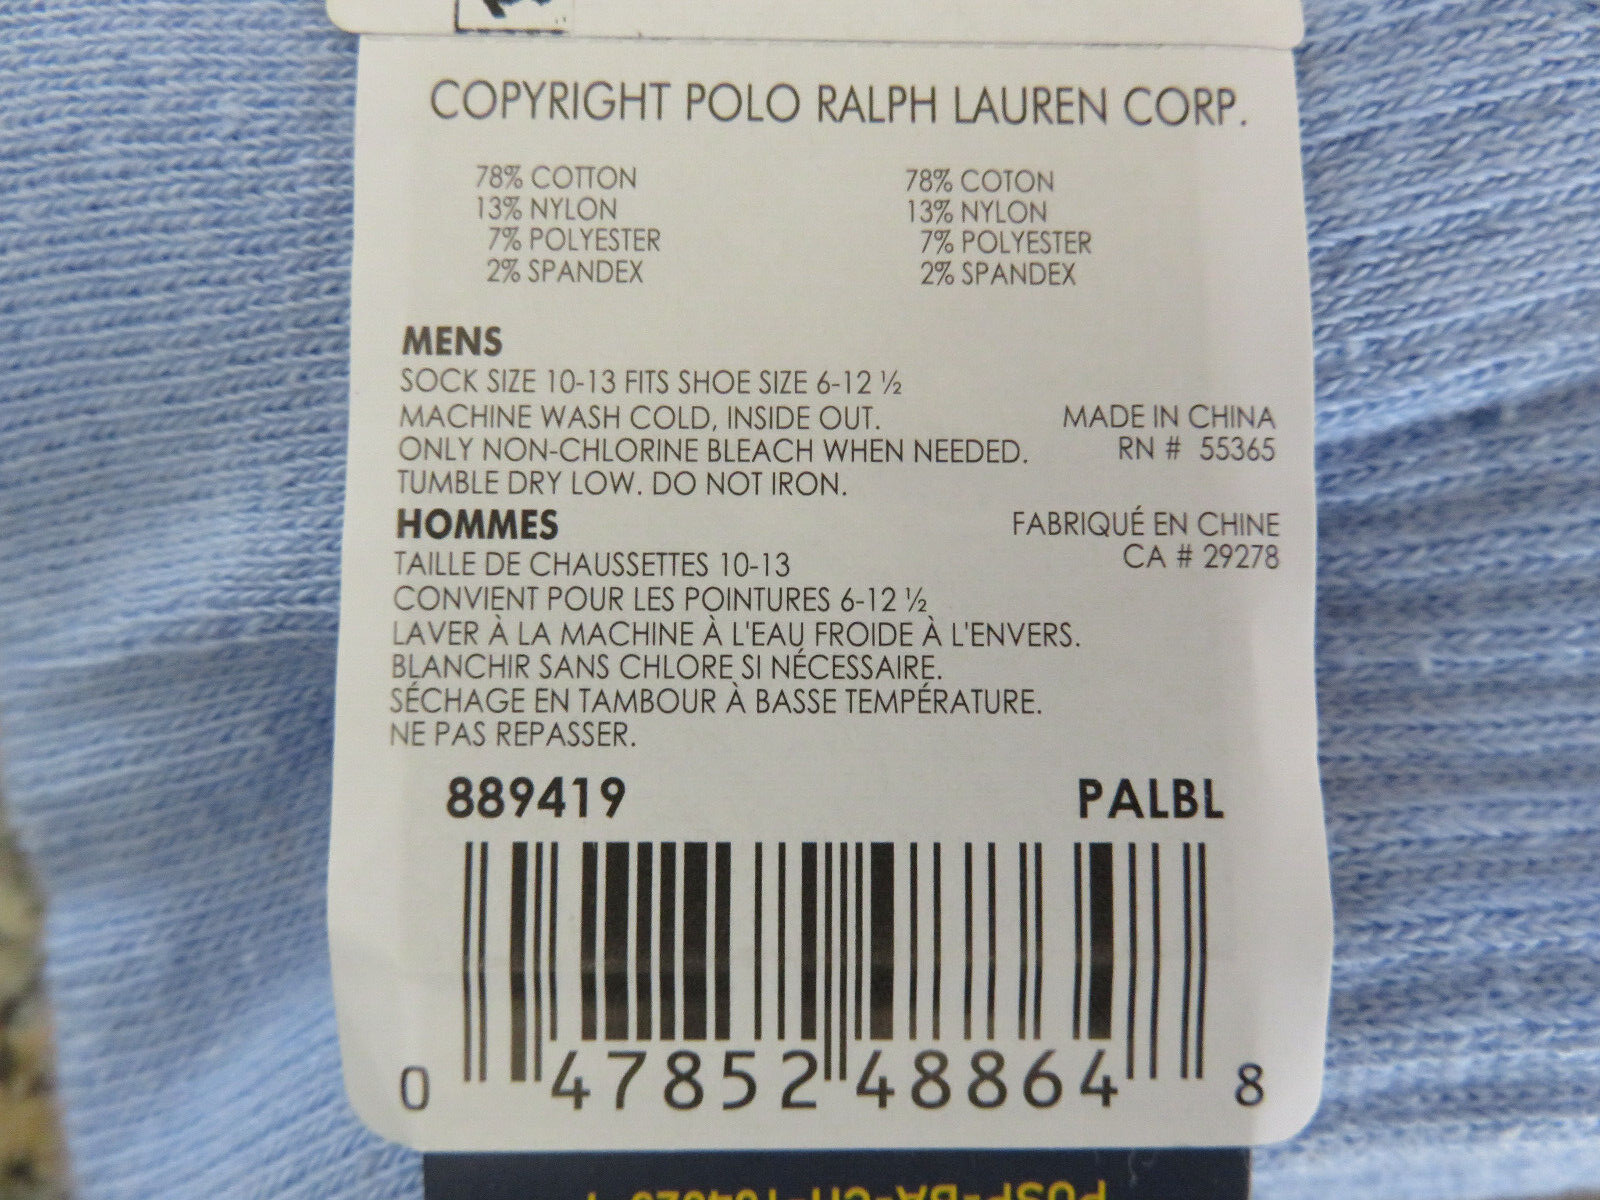 COPYRIGHT POLO RALPH LAUREN CORP.
78% COTTON
13% NYLON
7% POLYESTER
2% SPANDEX
78% COTON
13% NYLON
7% POLYESTER
2% SPANDEX
MENS
SOCK SIZE 10-13 FITS SHOE SIZE 6-12 ½
MACHINE WASH COLD, INSIDE OUT.
ONLY NON-CHLORINE BLEACH WHEN NEEDED.
TUMBLE DRY LOW. DO NOT IRON.
MADE IN CHINA
RN # 55365
HOMMES
TAILLE DE CHAUSSETTES 10-13
CONVIENT POUR LES POINTURES 6-12 ½
LAVER À LA MACHINE À L'EAU FROIDE À L'ENVERS.
BLANCHIR SANS CHLORE SI NÉCESSAIRE.
SÉCHAGE EN TAMBOUR À BASSE TEMPÉRATURE.
NE PAS REPASSER.
FABRIQUÉ EN CHINE
CA # 29278
889419 PALBL
0 47852 48864 8